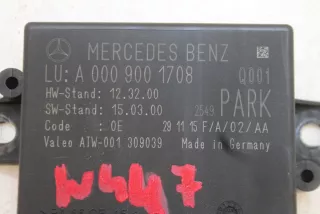 MERCEDES BENZ
LU: A 000 900 1708 Q001
HW-Stand: 12.32.00
SW-Stand: 15.03.00 2549 PARK
Code : 0E 29 11 15 F/A/02/AA
Valeo ATW-001 309039 Made in Germany
W447